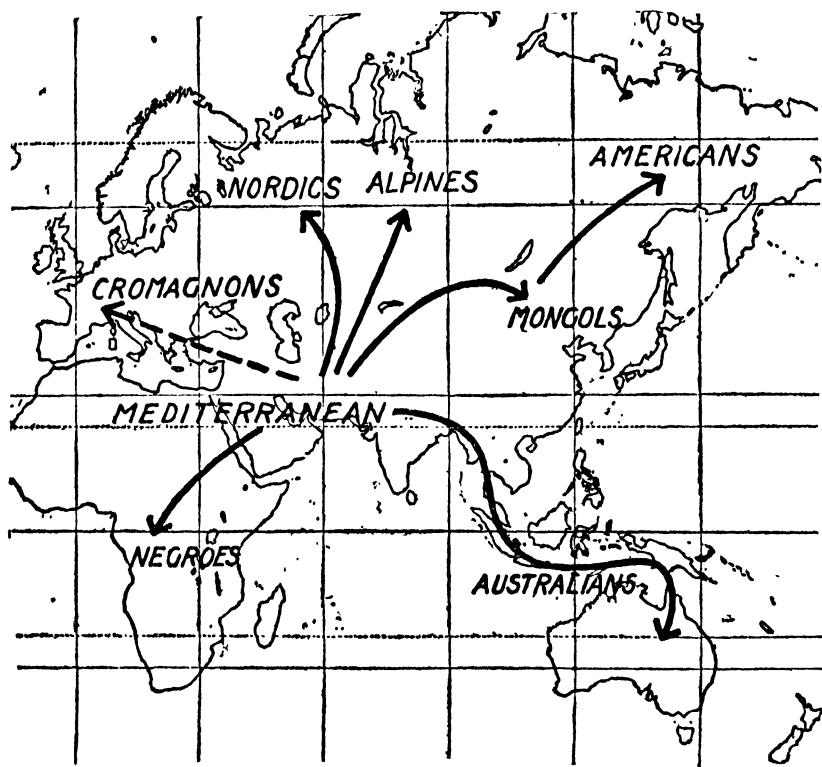 AMERICANS
NORDICS ALPINES
CROMAGNONS
MONGOLS
MEDITERRANEAN
NEGROES
AUSTRALIANS